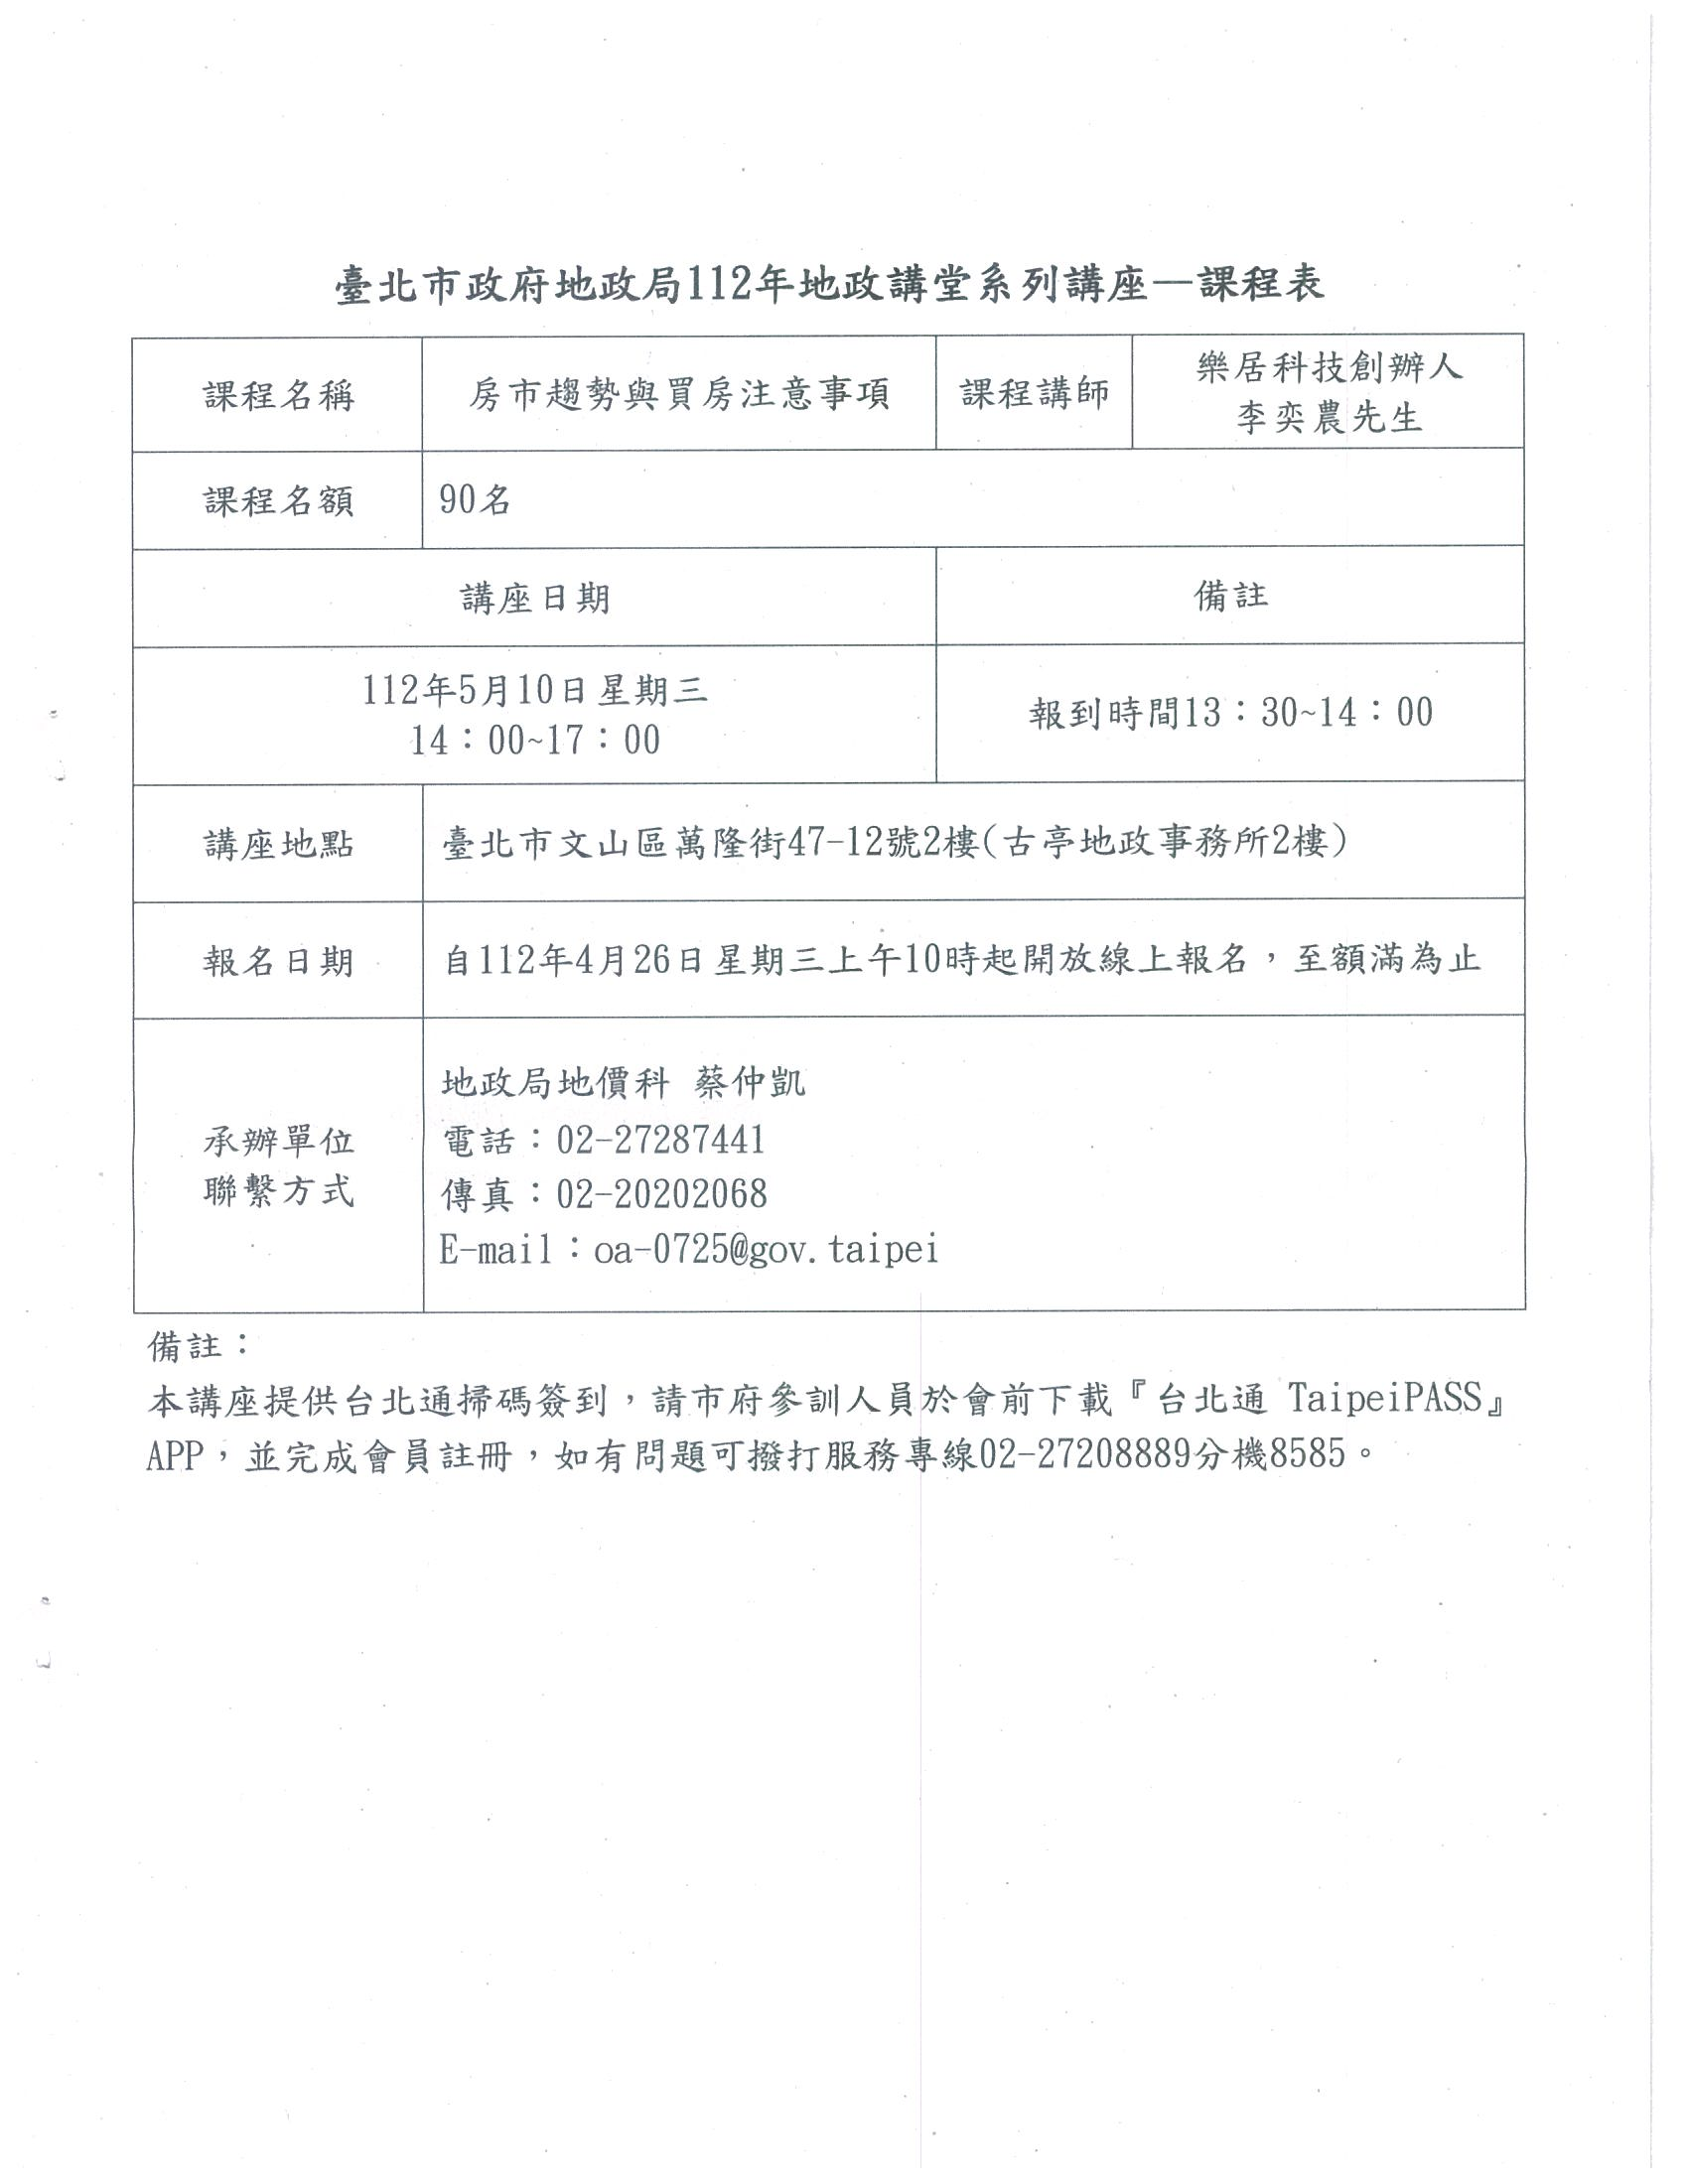 臺北市政府地政局112年地政講堂系列講座—課程表
課程名稱
房市趨勢與買房注意事項
課程講師
樂居科技創辦人
李奕農先生
課程名額
90名
講座日期
備註
112年5月10日星期三
14：00~17：00
報到時間13：30~14：00
講座地點
臺北市文山區萬隆街47-12號2樓(古亭地政事務所2樓)
報名日期
自112年4月26日星期三上午10時起開放線上報名，至額滿為止
承辦單位
聯繫方式
地政局地價科 蔡仲凱
電話：02-27287441
傳真：02-20202068
E-mail：oa-0725@gov.taipei
備註：
本講座提供台北通掃碼簽到，請市府參訓人員於會前下載『台北通 TaipeiPASS』
APP，並完成會員註冊，如有問題可撥打服務專線02-27208889分機8585。